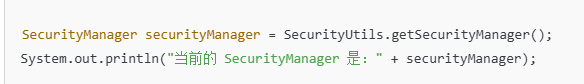 SecurityManager securityManager = SecurityUtils.getSecurityManager();
System.out.println("当前的 SecurityManager 是：" + securityManager);